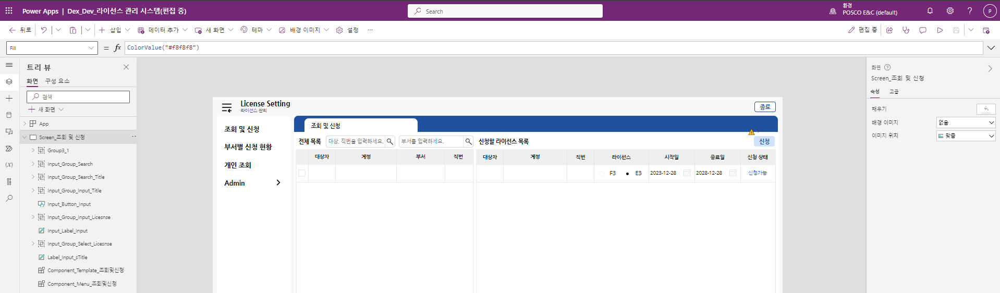 Power Apps | Dex_Dev_라이선스 관리 시스템(편집 중)
Search
환경
POSCO E&C (default)
P
뒤로
삽입
데이터 추가
새 화면
테마
배경 이미지
설정
편집 중
Fill
= fx ColorValue("#f8f8f8")
트리 뷰
화면 구성 요소
검색
새 화면
App
Screen_조회 및 신청
Group3_1
Input_Group_Search
Input_Group_Search_Title
Input_Group_Input_Title
Input_Button_Input
Input_Group_Input_Licesnse
Input_Label_Input
Input_Group_Select_Licesnse
Label_Input_sTitle
Component_Template_조회및신청
Component_Menu_조회및신청
License Setting
라이선스 관리
종료
조회 및 신청
부서별 신청 현황
개인 조회
Admin
조회 및 신청
전체 목록
대상, 직번을 입력하세요.
부서를 입력하세요.
신청할 라이선스 목록
신청
대상자 계정 부서 직번
대상자 계정 직번 라이선스 시작일 종료일 신청 상태
F3 E3 2023-12-28 2028-12-28 신청가능
화면
Screen_조회 및 신청
속성 고급
채우기
배경 이미지 없음
이미지 위치 맞춤